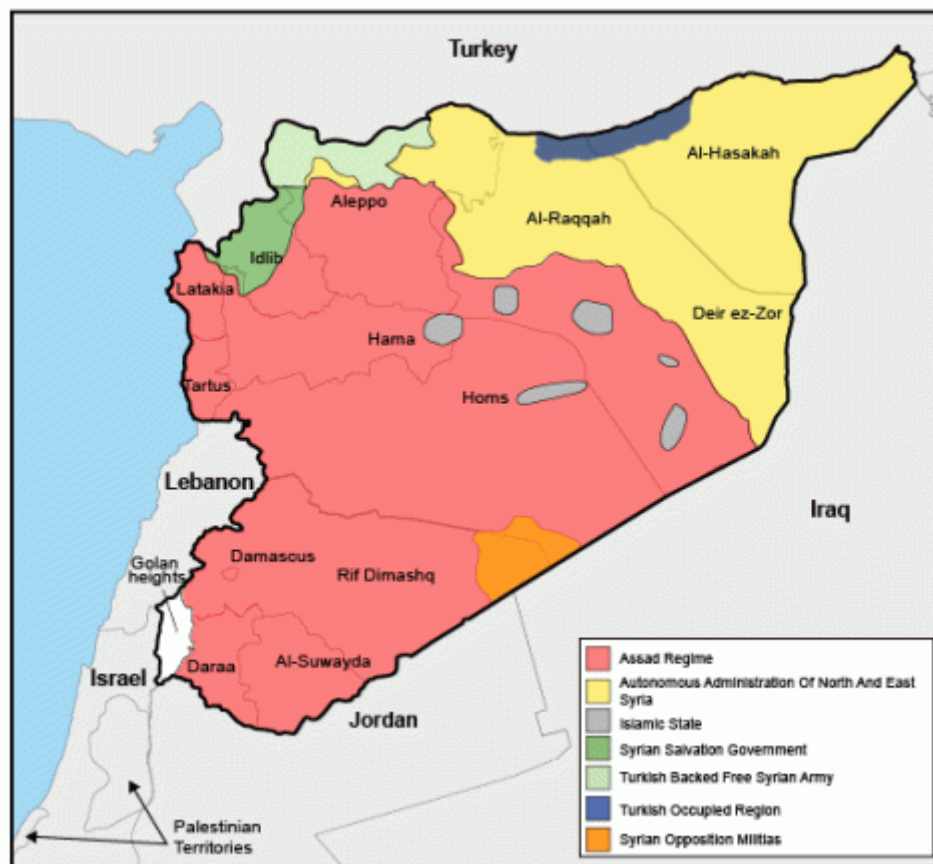 Turkey
Al-Hasakah
Aleppo
Al-Raqqah
Idlib
Latakia
Deir ez-Zor
Hama
Tartus
Homs
Lebanon
Iraq
Golan
heights
Damascus
Rif Dimashq
Daraa
Al-Suwayda
Israel
Jordan
Palestinian
Territories
Assad Regime
Autonomous Administration Of North And East
Syria
Islamic State
Syrian Salvation Government
Turkish Backed Free Syrian Army
Turkish Occupied Region
Syrian Opposition Militias